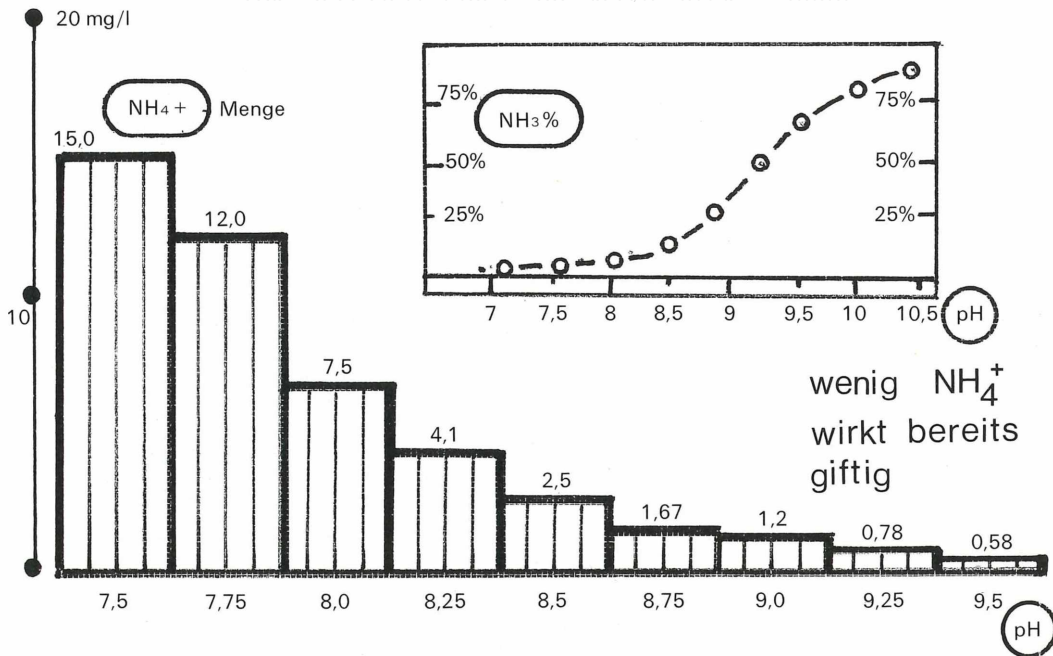 20 mg/l
NH₄+ Menge
15,0
12,0
10
7,5
4,1
2,5
1,67
1,2
0,78
0,58
7,5 7,75 8,0 8,25 8,5 8,75 9,0 9,25 9,5
pH
NH₃%
75% 75%
50% 50%
25% 25%
7 7,5 8 8,5 9 9,5 10 10,5 pH
wenig NH₄⁺
wirkt bereits
giftig